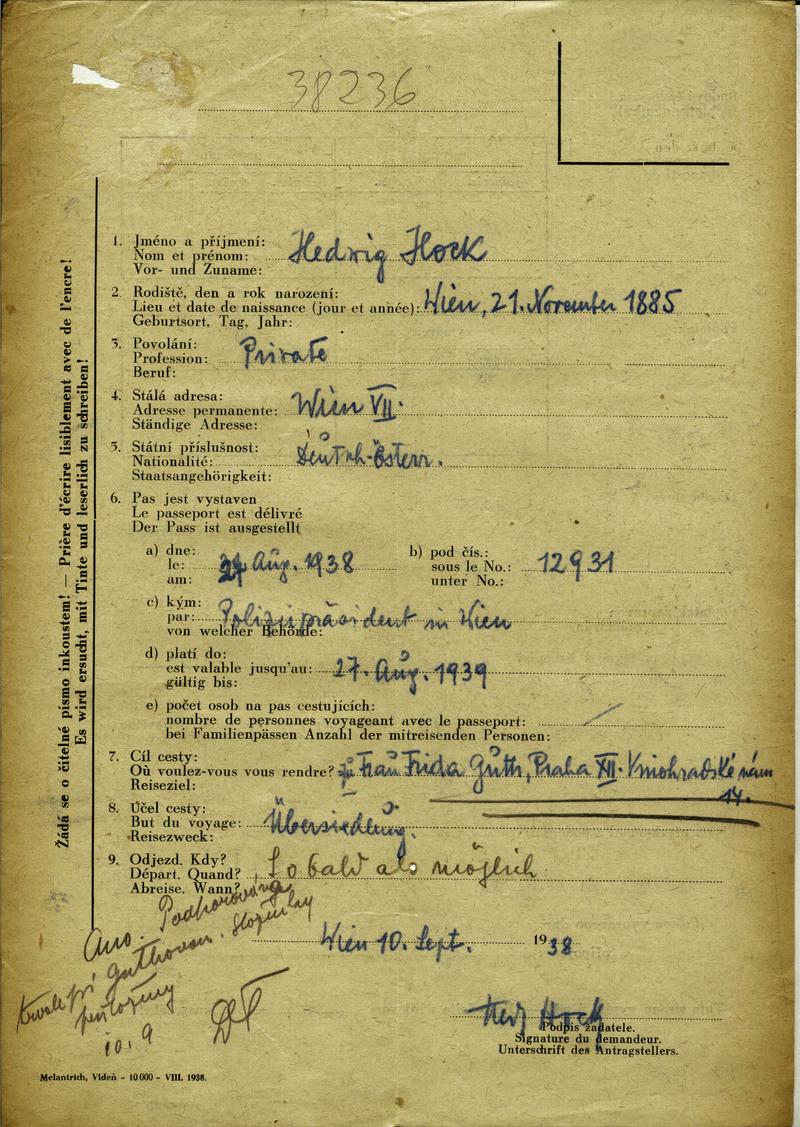 38236
1. Jméno a příjmení:
Nom et prénom: Hedwig Hock
Vor- und Zuname:
2. Rodiště, den a rok narození:
Lieu et date de naissance (jour et année): Wien, 21. November 1885
Geburtsort, Tag, Jahr:
3. Povolání:
Profession: Private
Beruf:
4. Stálá adresa:
Adresse permanente: Wien VII.
Ständige Adresse:
5. Státní příslušnost:
Nationalité: Deutsch-Österr.
Staatsangehörigkeit:
6. Pas jest vystaven
Le passeport est délivré
Der Pass ist ausgestellt
a) dne:
le: Aug. 1938
am:
b) pod čís.:
sous le No.: 12931
unter No.:
c) kým:
par: Polizeipräsident in Wien
von welcher Behörde:
d) platí do:
est valable jusqu'au: 27. Aug. 1939
gültig bis:
e) počet osob na pas cestujících:
nombre de personnes voyageant avec le passeport:
bei Familienpässen Anzahl der mitreisenden Personen:
7. Cíl cesty:
Où voulez-vous vous rendre? zu Frau Frida Guth, Praha XII. nám
Reiseziel: 14.
8. Účel cesty:
But du voyage: Übersiedlung.
Reisezweck:
9. Odjezd. Kdy?
Départ. Quand? So bald als möglich
Abreise. Wann?
Wien 10. Sept. 1938
Ano.
10.9
Hed Hock
Podpis žadatele.
Signature du demandeur.
Unterschrift des Antragstellers.
Melantrich, Videň - 10.000 - VIII. 1938.
Žádá se o čitelné písmo inkoustem! — Prière d'écrire lisiblement avec de l'encre!
Es wird ersucht, mit Tinte und leserlich zu schreiben!